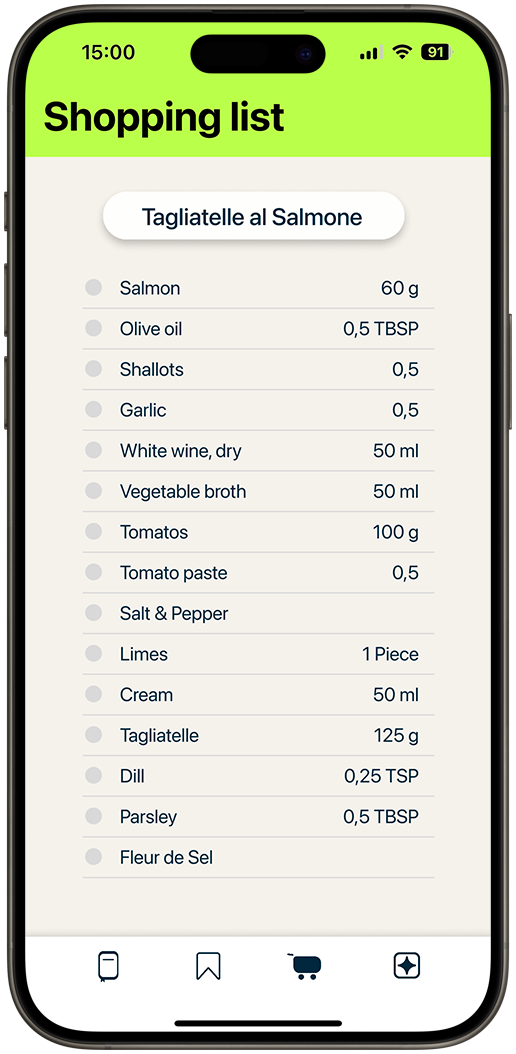 15:00
91
Shopping list
Tagliatelle al Salmone
Salmon 60 g
Olive oil 0,5 TBSP
Shallots 0,5
Garlic 0,5
White wine, dry 50 ml
Vegetable broth 50 ml
Tomatos 100 g
Tomato paste 0,5
Salt & Pepper
Limes 1 Piece
Cream 50 ml
Tagliatelle 125 g
Dill 0,25 TSP
Parsley 0,5 TBSP
Fleur de Sel